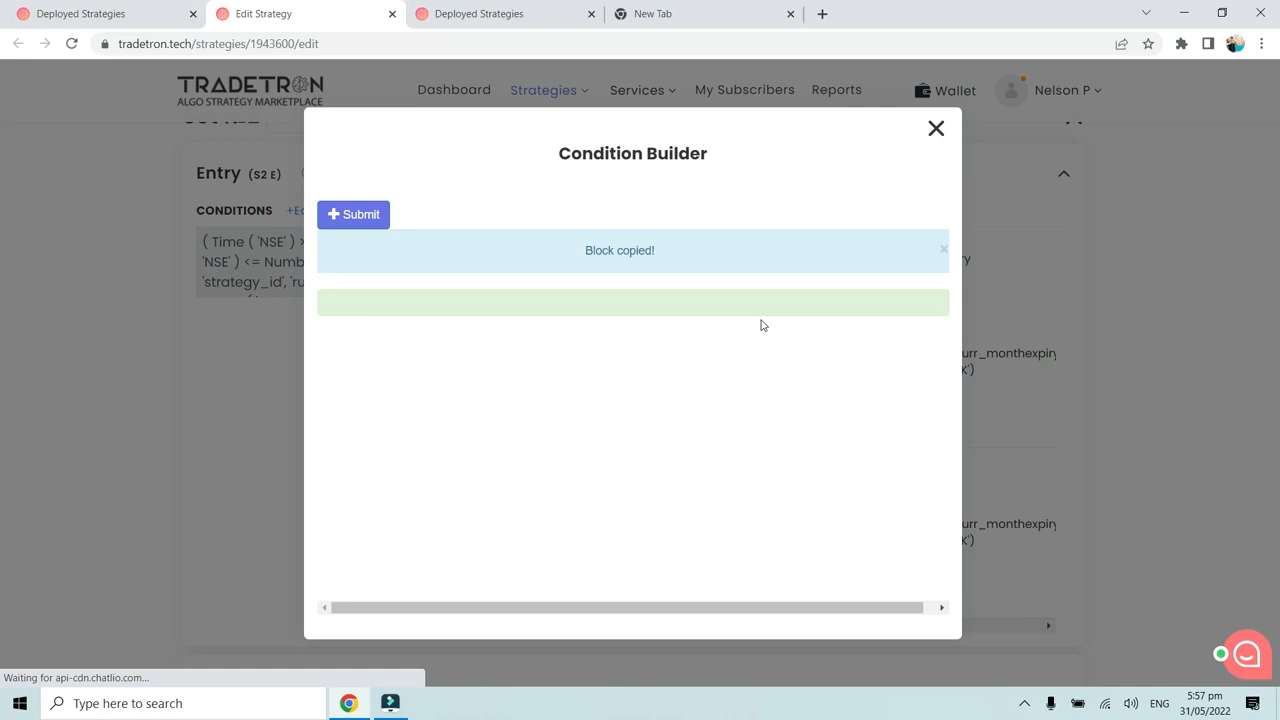 Deployed Strategies
Edit Strategy
Deployed Strategies
New Tab
tradetron.tech/strategies/1943600/edit
TRADETRON
ALGO STRATEGY MARKETPLACE
Dashboard
Strategies
Services
My Subscribers
Reports
Wallet
Nelson P
Condition Builder
Entry (S2 E)
CONDITIONS
Submit
( Time ( 'NSE' ) >
Block copied!
'NSE' ) <= Numb
'strategy_id', 'ru
urr_monthexpiry
K')
urr_monthexpiry
K')
Waiting for api-cdn.chatlio.com...
Type here to search
ENG
5:57 pm
31/05/2022